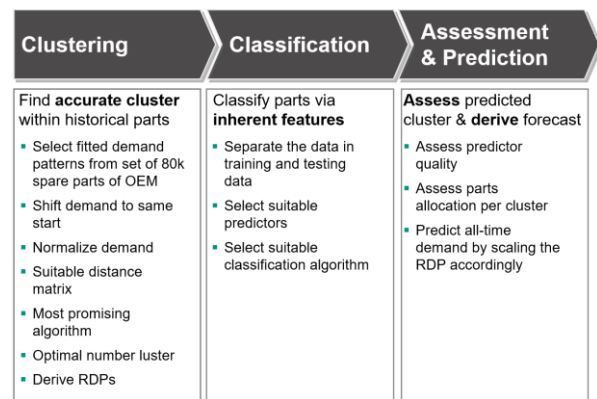 Clustering
Classification
Assessment
& Prediction
Find accurate cluster
within historical parts
Select fitted demand
patterns from set of 80k
spare parts of OEM
Shift demand to same
start
Normalize demand
Suitable distance
matrix
Most promising
algorithm
Optimal number luster
Derive RDPs
Classify parts via
inherent features
Separate the data in
training and testing
data
Select suitable
predictors
Select suitable
classification algorithm
Assess predicted
cluster & derive forecast
Assess predictor
quality
Assess parts
allocation per cluster
Predict all-time
demand by scaling the
RDP accordingly